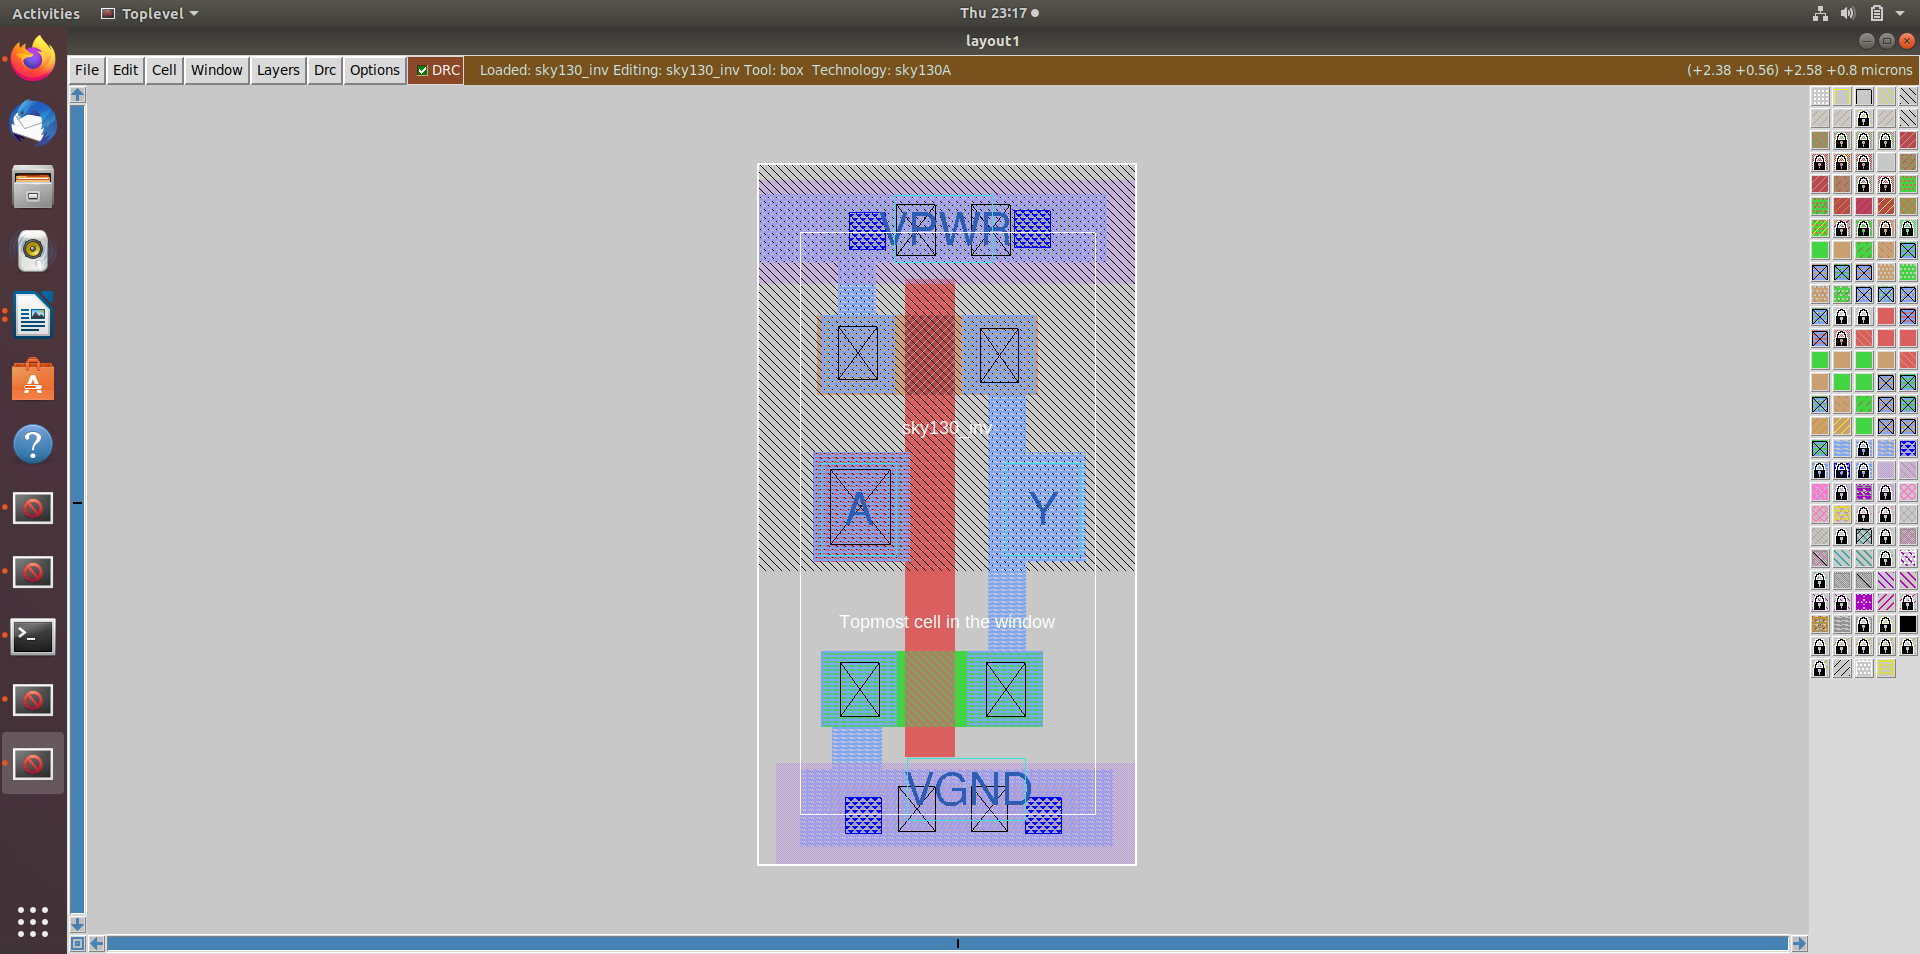 Activities Toplevel Thu 23:17
layout1
File Edit Cell Window Layers Drc Options DRC Loaded: sky130_inv Editing: sky130_inv Tool: box Technology: sky130A (+2.38 +0.56) +2.58 +0.8 microns
VPWR
sky130_inv
A Y
Topmost cell in the window
VGND